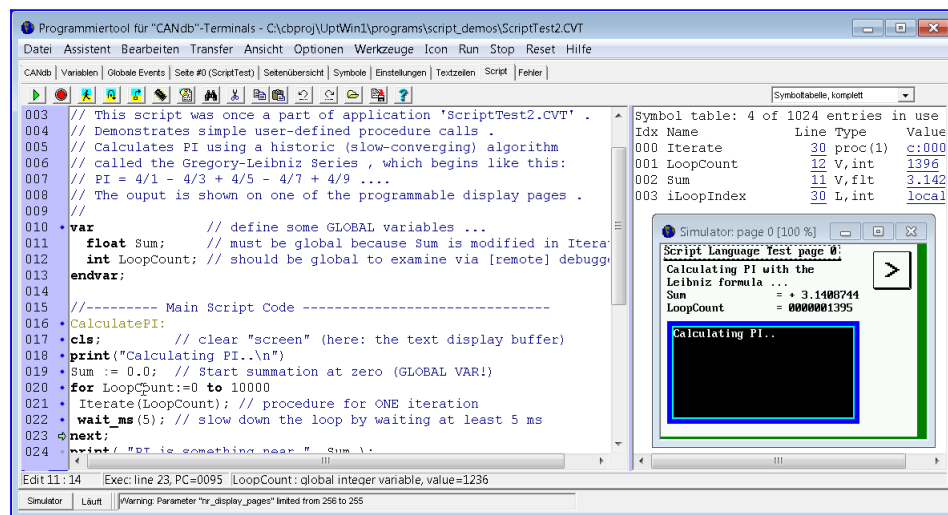 Programmiertool für "CANdb"-Terminals - C:\cbproj\UptWin1\programs\script_demos\ScriptTest2.CVT
Datei Assistent Bearbeiten Transfer Ansicht Optionen Werkzeuge Icon Run Stop Reset Hilfe
CANdb Variablen Globale Events Seite #0 (ScriptTest) Seitenübersicht Symbole Einstellungen Textzeilen Script Fehler
Symboltabelle, komplett
003 // This script was once a part of application 'ScriptTest2.CVT' .
004 // Demonstrates simple user-defined procedure calls .
005 // Calculates PI using a historic (slow-converging) algorithm
006 // called the Gregory-Leibniz Series , which begins like this:
007 // PI = 4/1 - 4/3 + 4/5 - 4/7 + 4/9 ....
008 // The ouput is shown on one of the programmable display pages .
009 //
010 var // define some GLOBAL variables ...
011 float Sum; // must be global because Sum is modified in Itera
012 int LoopCount; // should be global to examine via [remote] debugg
013 endvar;
014
015 //--------- Main Script Code -----------------------------
016 CalculatePI:
017 cls; // clear "screen" (here: the text display buffer)
018 print("Calculating PI..\n")
019 Sum := 0.0; // Start summation at zero (GLOBAL VAR!)
020 for LoopCount:=0 to 10000
021 Iterate(LoopCount); // procedure for ONE iteration
022 wait_ms(5); // slow down the loop by waiting at least 5 ms
023 next;
024 print( "PI is something near ", Sum );
Symbol table: 4 of 1024 entries in use
Idx Name Line Type Value
000 Iterate 30 proc(1) c:000
001 LoopCount 12 V,int 1396
002 Sum 11 V,flt 3.142
003 iLoopIndex 30 L,int local
Simulator: page 0 [100 %]
Script Language Test page 0:
Calculating PI with the
Leibniz formula ...
Sum = + 3.1408744
LoopCount = 0000001395
>
Calculating PI..
Edit 11 : 14 Exec: line 23, PC=0095 LoopCount : global integer variable, value=1236
Simulator Läuft Warning: Parameter "nr_display_pages" limited from 256 to 255